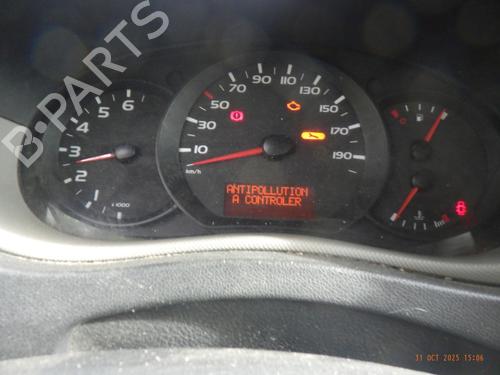 B-PARTS
1 2 3 4 5 6
x1000
10 30 50 70 90 110 130 150 170 190
km/h
ANTIPOLLUTION
A CONTROLER
0
31 OCT 2025 15:06